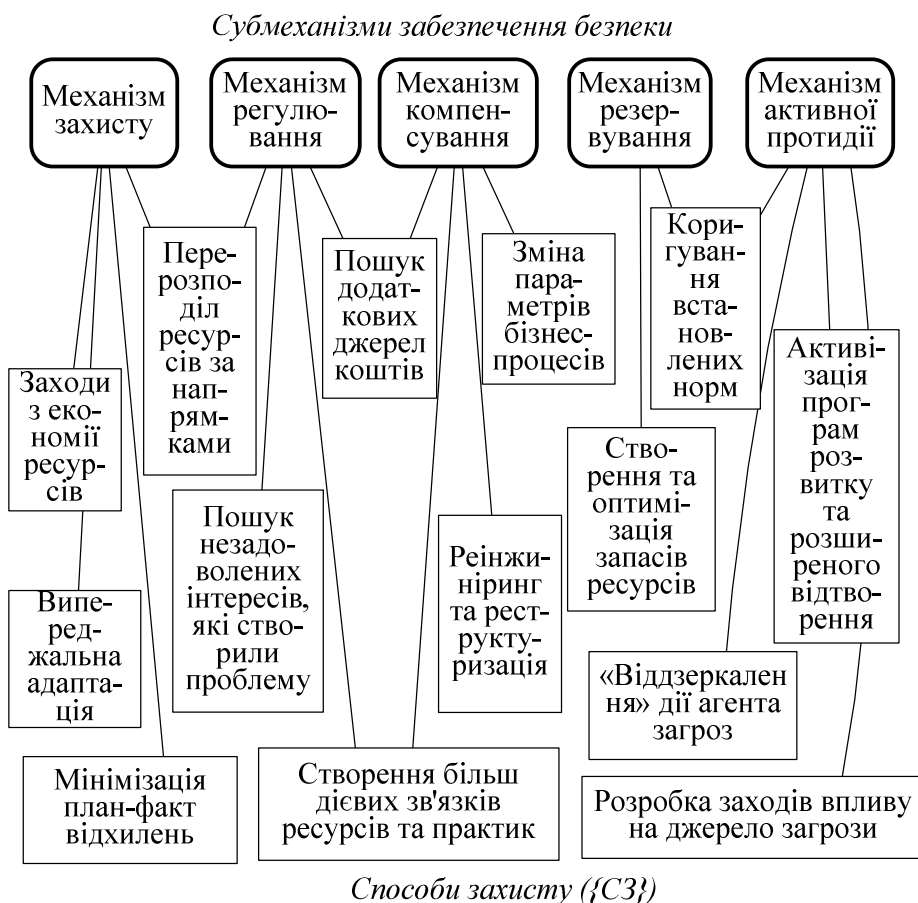 Субмеханізми забезпечення безпеки
Механізм
захисту
Механізм
регулю-
вання
Механізм
компен-
сування
Механізм
резер-
вування
Механізм
активної
протидії
Пере-
розпо-
діл
ресур-
сів за
нап-
рям-
ками
Пошук
додат-
кових
джерел
коштів
Зміна
пара-
метрів
бізнес-
процесів
Кори-
гуван-
ня
вста-
нов-
лених
норм
Заходи
з еко-
номії
ресур-
сів
Активі-
зація
прог-
рам
роз-
витку
та
розши-
реного
відтво-
рення
Ство-
рення та
оптимі-
зація
запасів
ресурсів
Пошук
незадо-
волених
інтересів,
які ство-
рили
проблему
Реінжи-
ніринг
та рест-
рукту-
ризація
Випе-
ред-
жальна
адапта-
ція
«Віддзеркален
ня» дії агента
загроз
Мінімізація
план-факт
відхилень
Створення більш
дієвих зв'язків
ресурсів та практик
Розробка заходів впливу
на джерело загрози
Способи захисту ({СЗ})